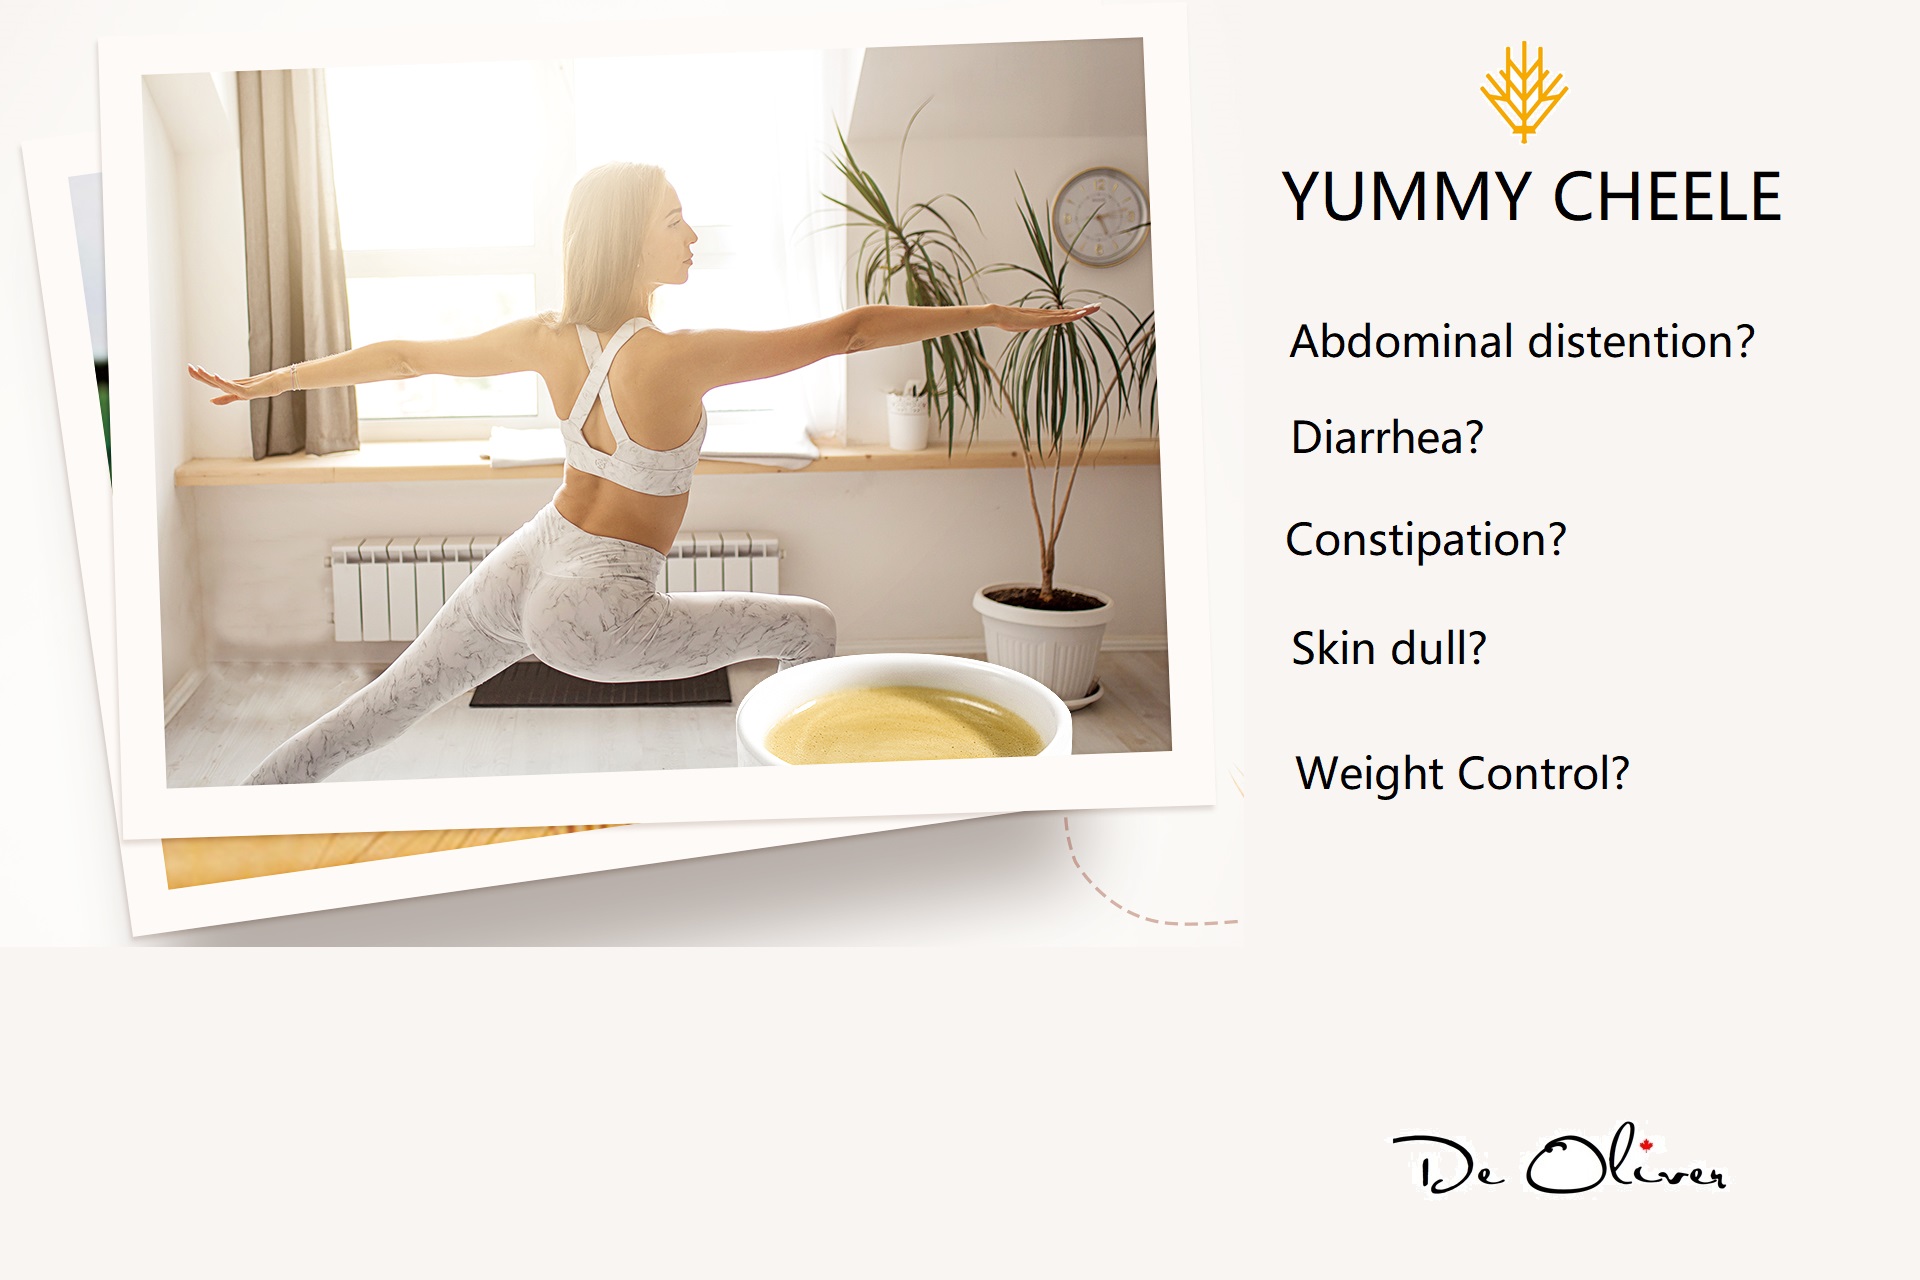 YUMMY CHEELE
Abdominal distention?
Diarrhea?
Constipation?
Skin dull?
Weight Control?
De Oliver